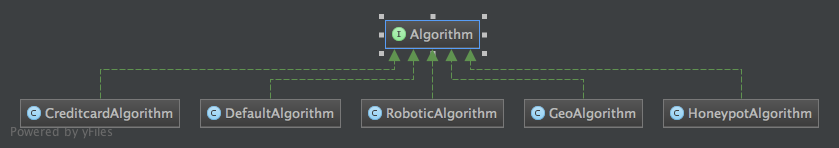 I Algorithm
C CreditcardAlgorithm C DefaultAlgorithm C RoboticAlgorithm C GeoAlgorithm C HoneypotAlgorithm
Powered by yFiles